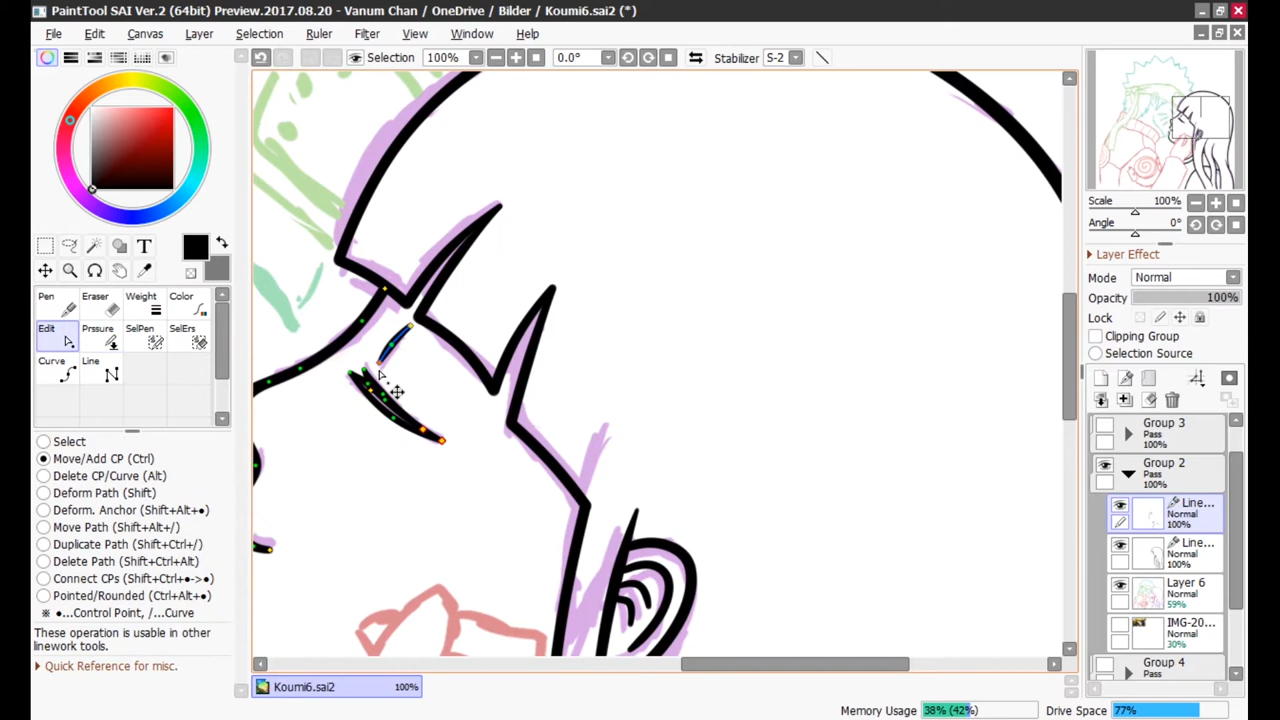 PaintTool SAI Ver.2 (64bit) Preview.2017.08.20 - Vanum Chan / OneDrive / Bilder / Koumi6.sai2 (*)
File Edit Canvas Layer Selection Ruler Filter View Window Help
Selection 100% 0.0° Stabilizer S-2
T
Pen Eraser Weight Color
Edit Prssure SelPen SelErs
Curve Line
Select
Move/Add CP (Ctrl)
Delete CP/Curve (Alt)
Deform Path (Shift)
Deform. Anchor (Shift+Alt+●)
Move Path (Shift+Alt+/)
Duplicate Path (Shift+Ctrl+/)
Delete Path (Shift+Ctrl+Alt)
Connect CPs (Shift+Ctrl+●->●)
Pointed/Rounded (Ctrl+Alt+●)
※ ●...Control Point, /...Curve
These operation is usable in other
linework tools.
Quick Reference for misc.
Scale 100%
Angle 0°
Layer Effect
Mode Normal
Opacity 100%
Lock
Clipping Group
Selection Source
Group 3
Pass
100%
Group 2
Pass
100%
Line...
Normal
100%
Line...
Normal
100%
Layer 6
Normal
59%
IMG-20...
Normal
30%
Group 4
Pass
Koumi6.sai2 100%
Memory Usage 38% (42%) Drive Space 77%